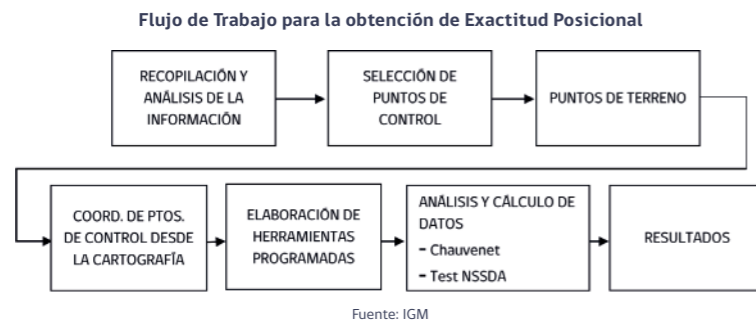 Flujo de Trabajo para la obtención de Exactitud Posicional
RECOPILACIÓN Y
ANÁLISIS DE LA
INFORMACIÓN
SELECCIÓN DE
PUNTOS DE
CONTROL
PUNTOS DE TERRENO
COORD. DE PTOS.
DE CONTROL DESDE
LA CARTOGRAFÍA
ELABORACIÓN DE
HERRAMIENTAS
PROGRAMADAS
ANÁLISIS Y CÁLCULO DE
DATOS
- Chauvenet
- Test NSSDA
RESULTADOS
Fuente: IGM